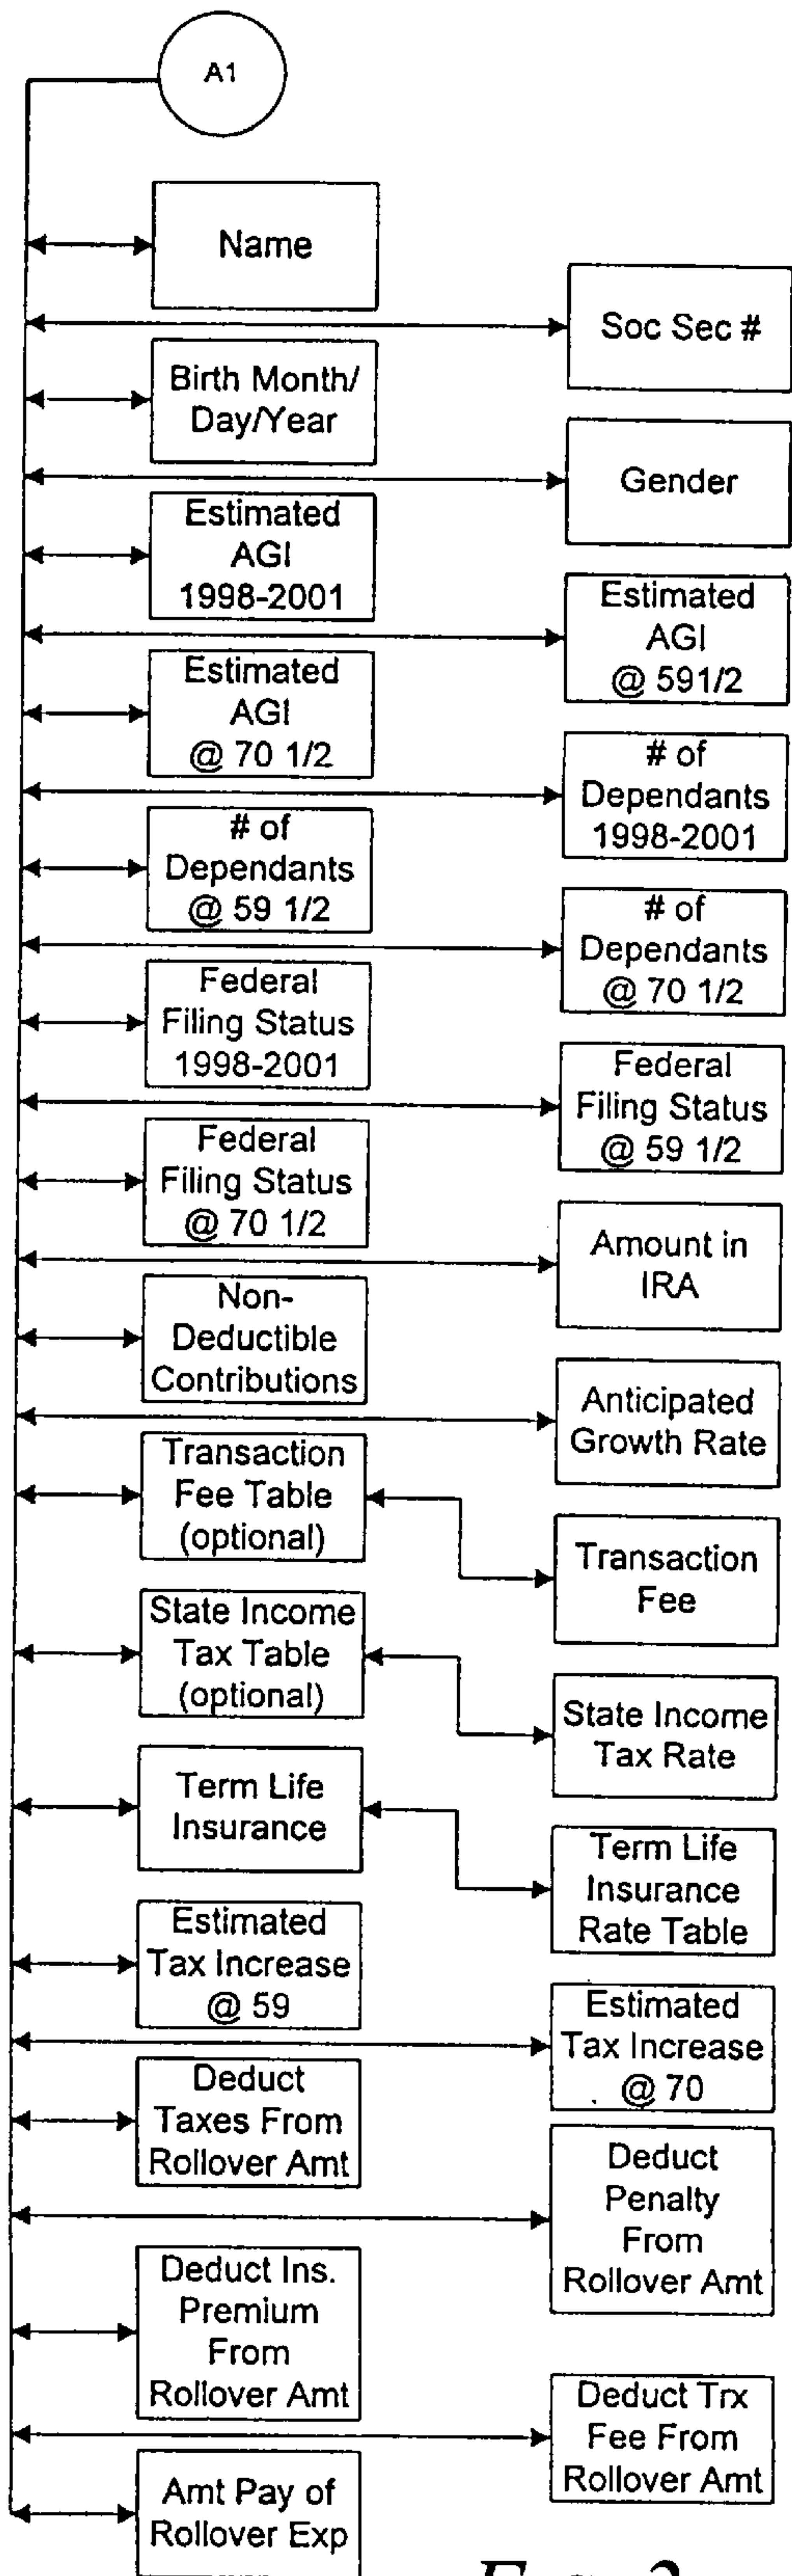 A1
Name
Soc Sec #
Birth Month/
Day/Year
Gender
Estimated
AGI
1998-2001
Estimated
AGI
@ 591/2
Estimated
AGI
@ 70 1/2
# of
Dependants
1998-2001
# of
Dependants
@ 59 1/2
# of
Dependants
@ 70 1/2
Federal
Filing Status
1998-2001
Federal
Filing Status
@ 59 1/2
Federal
Filing Status
@ 70 1/2
Amount in
IRA
Non-
Deductible
Contributions
Anticipated
Growth Rate
Transaction
Fee Table
(optional)
Transaction
Fee
State Income
Tax Table
(optional)
State Income
Tax Rate
Term Life
Insurance
Term Life
Insurance
Rate Table
Estimated
Tax Increase
@ 59
Estimated
Tax Increase
@ 70
Deduct
Taxes From
Rollover Amt
Deduct
Penalty
From
Rollover Amt
Deduct Ins.
Premium
From
Rollover Amt
Deduct Trx
Fee From
Rollover Amt
Amt Pay of
Rollover Exp